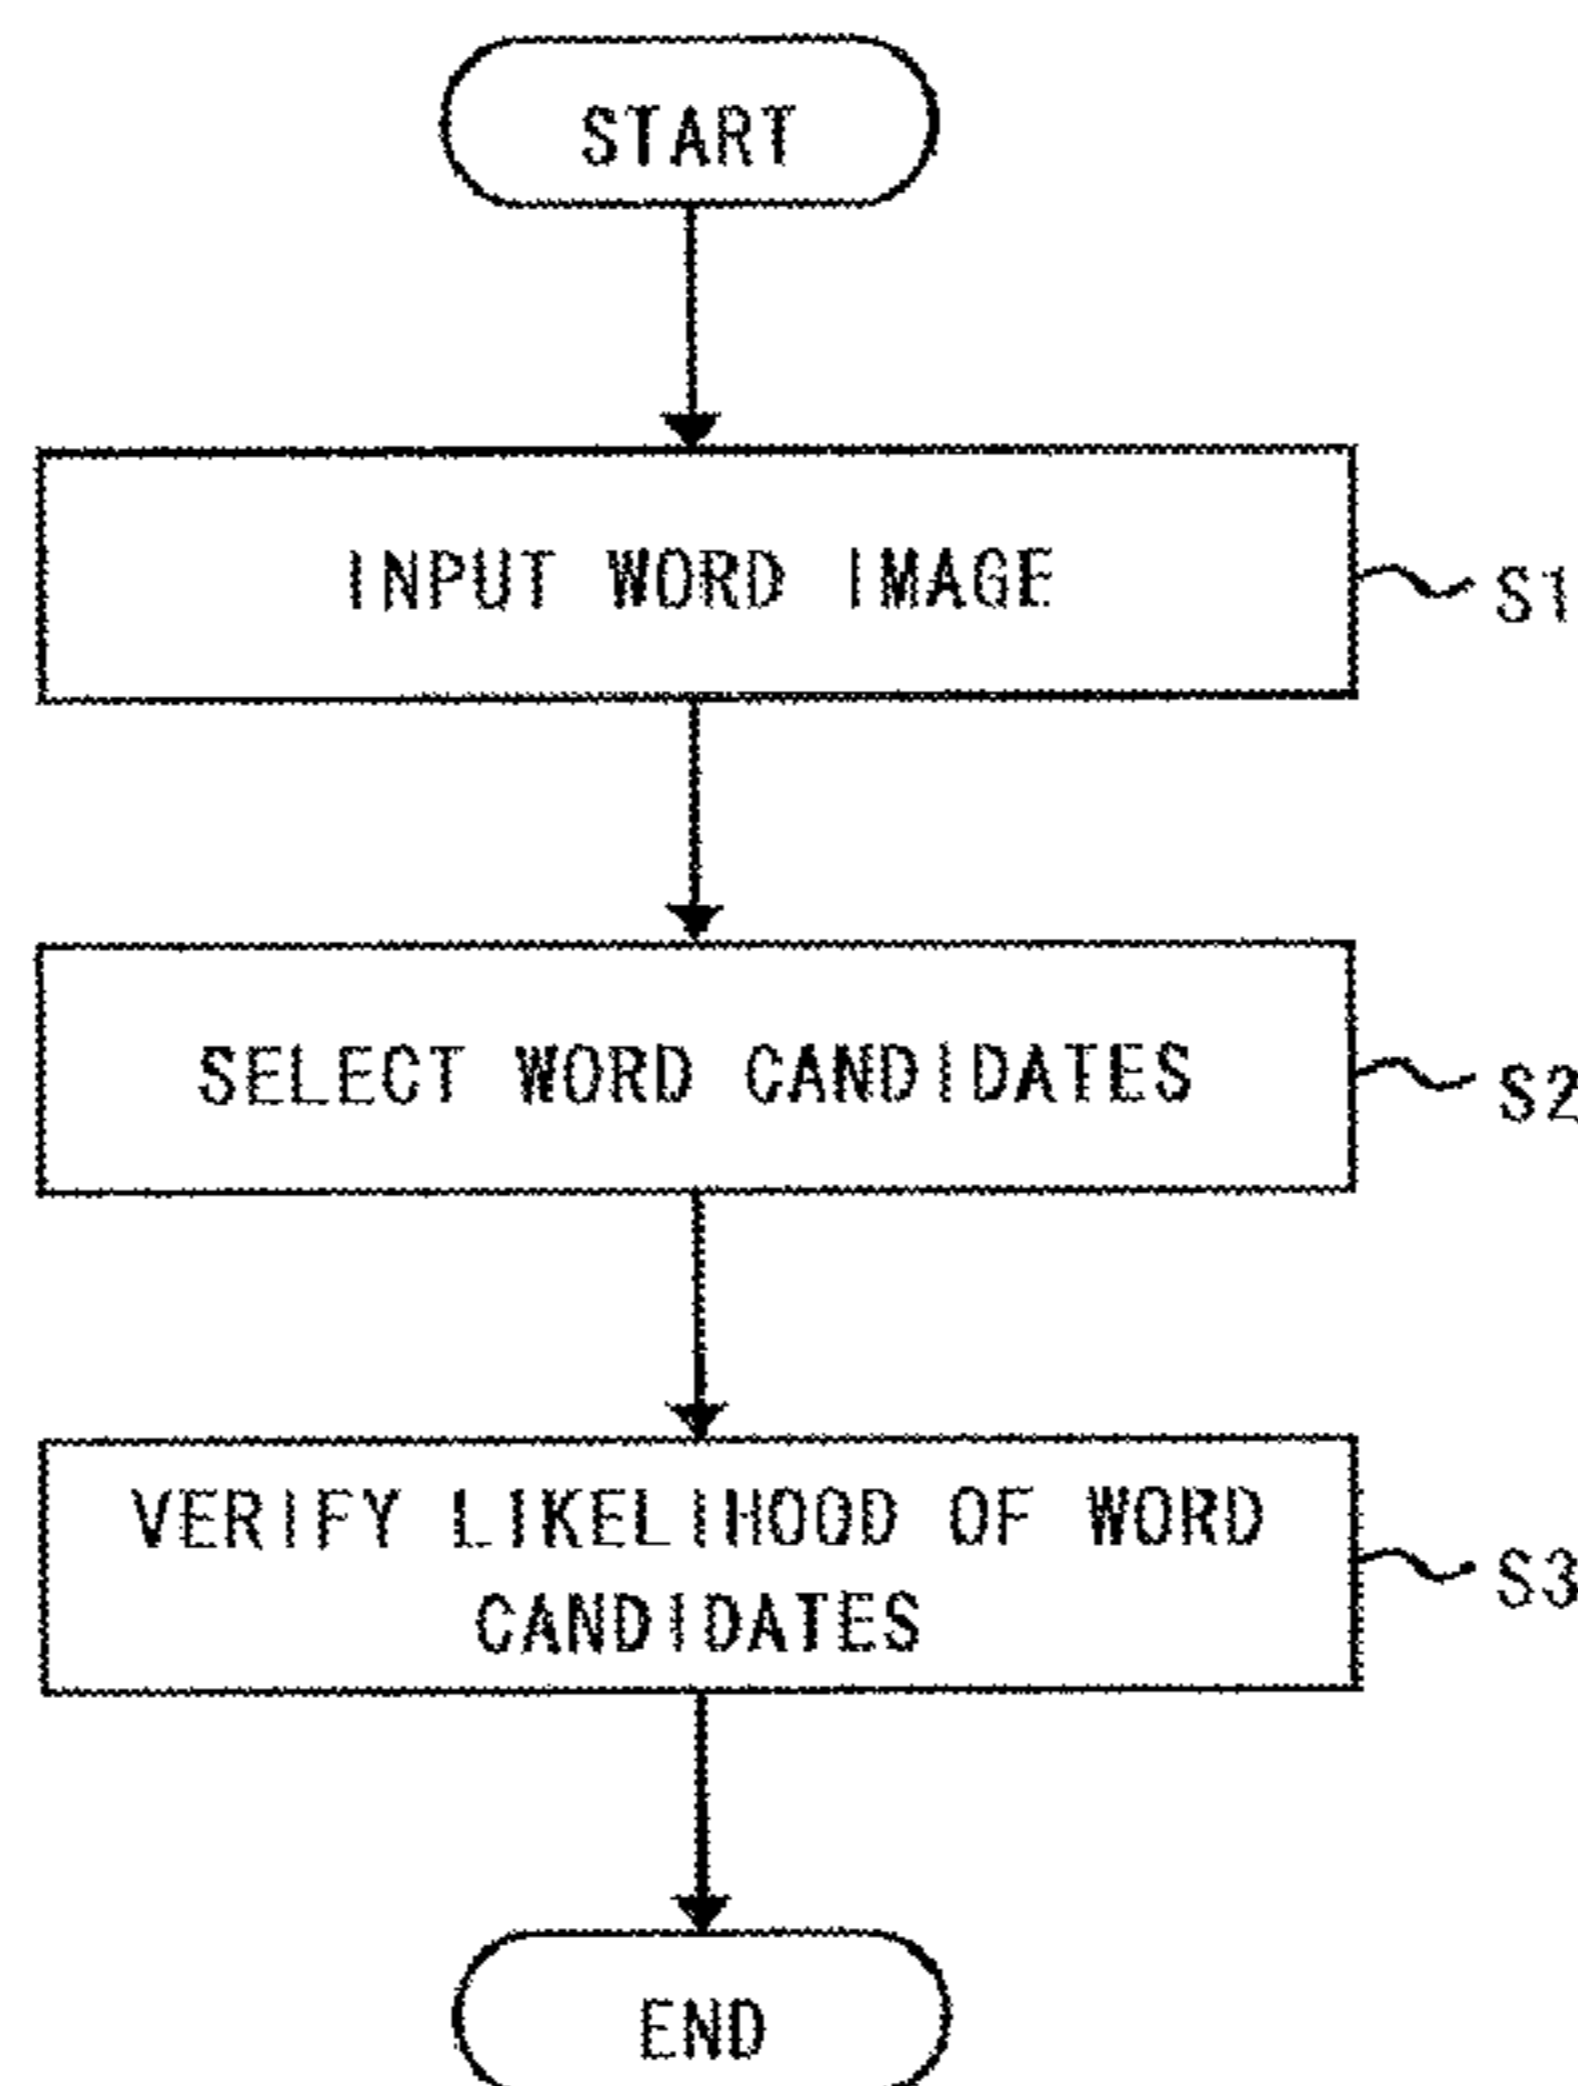 START
INPUT WORD IMAGE
S1
SELECT WORD CANDIDATES
S2
VERIFY LIKELIHOOD OF WORD
CANDIDATES
S3
END